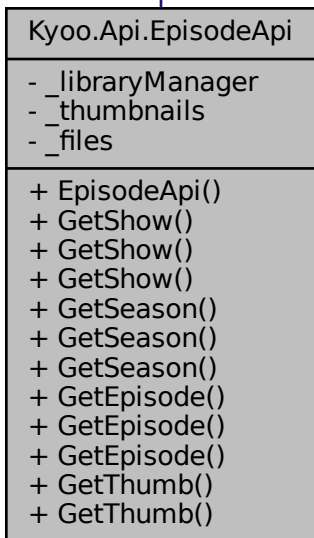 Kyoo.Api.EpisodeApi
- _libraryManager
- _thumbnails
- _files
+ EpisodeApi()
+ GetShow()
+ GetShow()
+ GetShow()
+ GetSeason()
+ GetSeason()
+ GetSeason()
+ GetEpisode()
+ GetEpisode()
+ GetEpisode()
+ GetThumb()
+ GetThumb()